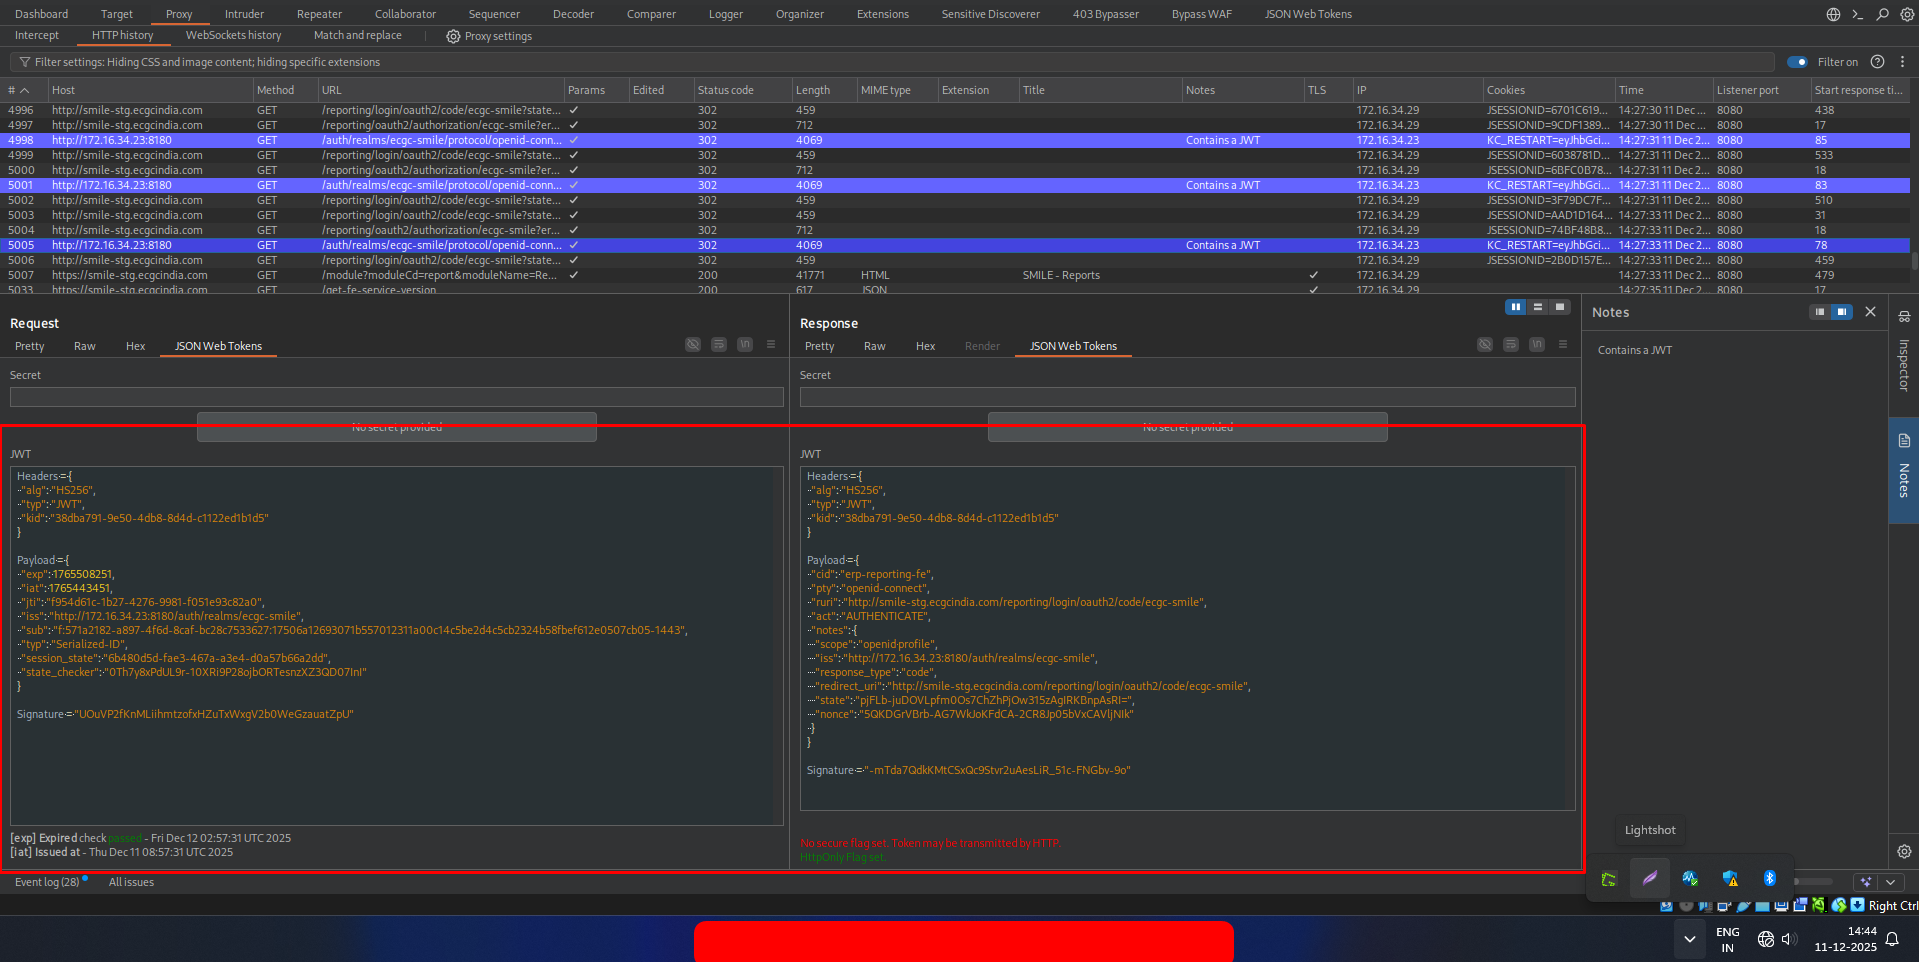 Dashboard Target Proxy Intruder Repeater Collaborator Sequencer Decoder Comparer Logger Organizer Extensions Sensitive Discoverer 403 Bypasser Bypass WAF JSON Web Tokens
Intercept HTTP history WebSockets history Match and replace Proxy settings
Filter settings: Hiding CSS and image content; hiding specific extensions Filter on
# Host Method URL Params Edited Status code Length MIME type Extension Title Notes TLS IP Cookies Time Listener port Start response ti...
4996 http://smile-stg.ecgcindia.com GET /reporting/login/oauth2/code/ecgc-smile?state... ✓ 302 459 172.16.34.29 JSESSIONID=6701C619... 14:27:30 11 Dec ... 8080 438
4997 http://smile-stg.ecgcindia.com GET /reporting/oauth2/authorization/ecgc-smile?er... ✓ 302 712 172.16.34.29 JSESSIONID=9CDF1389... 14:27:30 11 Dec ... 8080 17
4998 http://172.16.34.23:8180 GET /auth/realms/ecgc-smile/protocol/openid-conn... ✓ 302 4069 Contains a JWT 172.16.34.23 KC_RESTART=eyJhbGci... 14:27:31 11 Dec 2... 8080 85
4999 http://smile-stg.ecgcindia.com GET /reporting/login/oauth2/code/ecgc-smile?state... ✓ 302 459 172.16.34.29 JSESSIONID=6038781D... 14:27:31 11 Dec 2... 8080 533
5000 http://smile-stg.ecgcindia.com GET /reporting/oauth2/authorization/ecgc-smile?er... ✓ 302 712 172.16.34.29 JSESSIONID=6BFC0B78... 14:27:31 11 Dec 2... 8080 18
5001 http://172.16.34.23:8180 GET /auth/realms/ecgc-smile/protocol/openid-conn... ✓ 302 4069 Contains a JWT 172.16.34.23 KC_RESTART=eyJhbGci... 14:27:31 11 Dec 2... 8080 83
5002 http://smile-stg.ecgcindia.com GET /reporting/login/oauth2/code/ecgc-smile?state... ✓ 302 459 172.16.34.29 JSESSIONID=3F79DC7F... 14:27:31 11 Dec 2... 8080 510
5003 http://smile-stg.ecgcindia.com GET /reporting/login/oauth2/code/ecgc-smile?state... ✓ 302 459 172.16.34.29 JSESSIONID=AAD1D164... 14:27:33 11 Dec 2... 8080 31
5004 http://smile-stg.ecgcindia.com GET /reporting/oauth2/authorization/ecgc-smile?er... ✓ 302 712 172.16.34.29 JSESSIONID=74BF48B8... 14:27:33 11 Dec 2... 8080 18
5005 http://172.16.34.23:8180 GET /auth/realms/ecgc-smile/protocol/openid-conn... ✓ 302 4069 Contains a JWT 172.16.34.23 KC_RESTART=eyJhbGci... 14:27:33 11 Dec 2... 8080 78
5006 http://smile-stg.ecgcindia.com GET /reporting/login/oauth2/code/ecgc-smile?state... ✓ 302 459 172.16.34.29 JSESSIONID=2B0D157E... 14:27:33 11 Dec 2... 8080 459
5007 https://smile-stg.ecgcindia.com GET /module?moduleCd=report&moduleName=Re... ✓ 200 41771 HTML SMILE - Reports ✓ 172.16.34.29 14:27:33 11 Dec 2... 8080 479
5033 https://smile-stg.ecgcindia.com GET /get-fe-service-version 200 617 JSON ✓ 172.16.34.29 14:27:35 11 Dec 2... 8080 17
Request
Pretty Raw Hex JSON Web Tokens
Secret
No secret provided
JWT
Headers = {
"alg": "HS256",
"typ": "JWT",
"kid": "38dba791-9e50-4db8-8d4d-c1122ed1b1d5"
}
Payload = {
"exp": 1765508251,
"iat": 1765443451,
"jti": "f954d61c-1b27-4276-9981-f051e93c82a0",
"iss": "http://172.16.34.23:8180/auth/realms/ecgc-smile",
"sub": "f:571a2182-a897-4f6d-8caf-bc28c7533627:17506a12693071b557012311a00c14c5be2d4c5cb2324b58fbef612e0507cb05-1443",
"typ": "Serialized-ID",
"session_state": "6b480d5d-fae3-467a-a3e4-d0a57b66a2dd",
"state_checker": "0Th7y8xPdUL9r-10XRi9P28ojbORTesnzXZ3QD07InI"
}
Signature = "UOuVP2fKnMLiihmtzofxHZuTxWxgV2b0WeGzauatZpU"
[exp] Expired check passed - Fri Dec 12 02:57:31 UTC 2025
[iat] Issued at - Thu Dec 11 08:57:31 UTC 2025
Response
Pretty Raw Hex Render JSON Web Tokens
Secret
No secret provided
JWT
Headers = {
"alg": "HS256",
"typ": "JWT",
"kid": "38dba791-9e50-4db8-8d4d-c1122ed1b1d5"
}
Payload = {
"cid": "erp-reporting-fe",
"pty": "openid-connect",
"ruri": "http://smile-stg.ecgcindia.com/reporting/login/oauth2/code/ecgc-smile",
"act": "AUTHENTICATE",
"notes": {
"scope": "openid profile",
"iss": "http://172.16.34.23:8180/auth/realms/ecgc-smile",
"response_type": "code",
"redirect_uri": "http://smile-stg.ecgcindia.com/reporting/login/oauth2/code/ecgc-smile",
"state": "pjFLb-juDOVLpfm0Os7ChZhPjOw315zAgIRKBnpAsRI=",
"nonce": "5QKDGrVBrb-AG7WkJoKFdCA-2CR8Jp05bVxCAVljNIk"
}
}
Signature = "-mTda7QdkKMtCSxQc9Stvr2uAesLiR_51c-FNGbv-9o"
No secure flag set. Token may be transmitted by HTTP.
HttpOnly Flag set.
Notes
Contains a JWT
Inspector
Notes
Lightshot
Event log (28) All issues
Right Ctrl
ENG
IN
14:44
11-12-2025